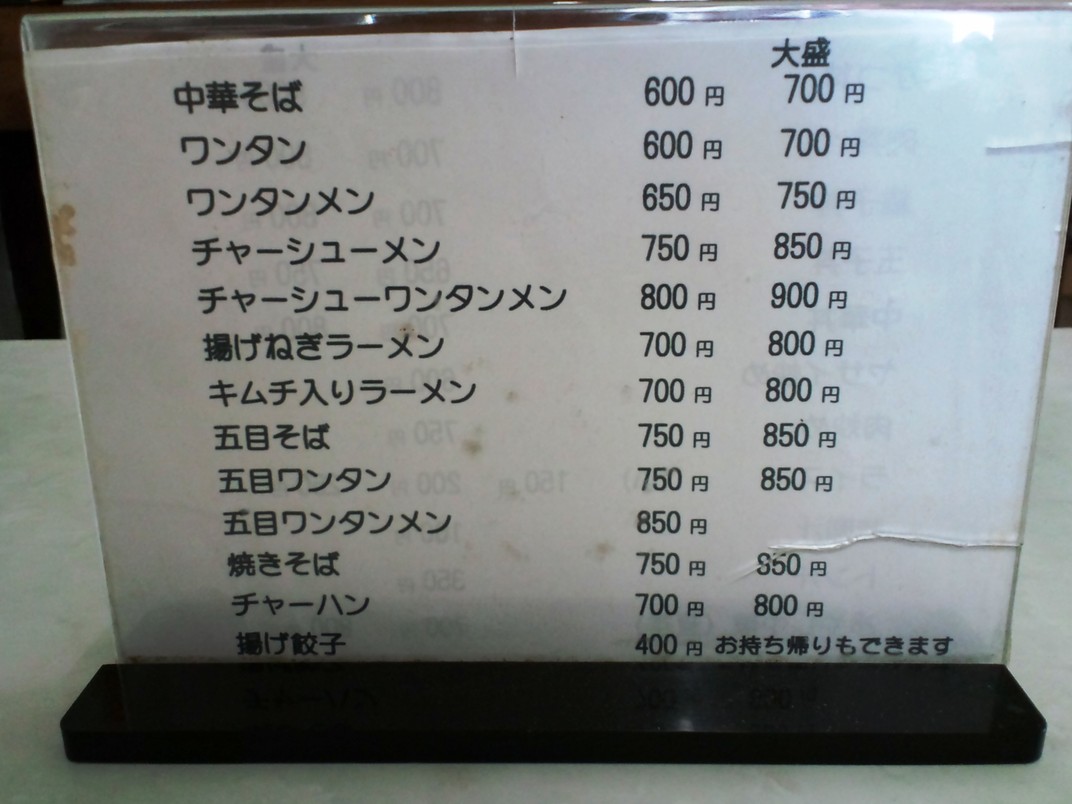 大盛
中華そば 600円 700円
ワンタン 600円 700円
ワンタンメン 650円 750円
チャーシューメン 750円 850円
チャーシューワンタンメン 800円 900円
揚げねぎラーメン 700円 800円
キムチ入りラーメン 700円 800円
五目そば 750円 850円
五目ワンタン 750円 850円
五目ワンタンメン 850円
焼きそば 750円 850円
チャーハン 700円 800円
揚げ餃子 400円 お持ち帰りもできます